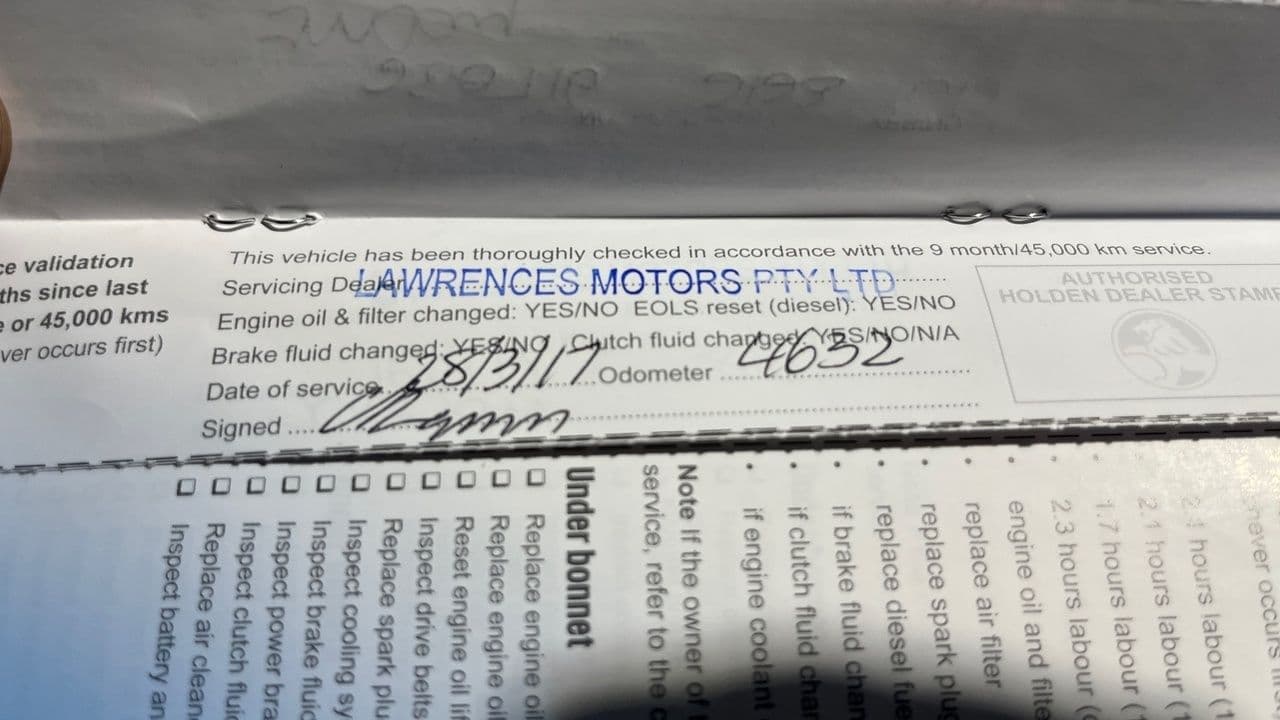 ce validation
ths since last
e or 45,000 kms
ver occurs first)
This vehicle has been thoroughly checked in accordance with the 9 month/45,000 km service.
Servicing Dealer LAWRENCES MOTORS PTY LTD
Engine oil & filter changed: YES/NO EOLS reset (diesel): YES/NO
Brake fluid changed: YES/NO Clutch fluid changed: YES/NO/N/A
Date of service 28/3/17 Odometer 4632
Signed
AUTHORISED
HOLDEN DEALER STAMP
never occurs
2.1 hours labour (1
1.7 hours labour (
2.3 hours labour (
engine oil and filte
replace air filter
replace spark plug
replace diesel fue
if brake fluid chan
if clutch fluid chan
if engine coolant
Note If the owner of
service, refer to the
Under bonnet
Replace engine oil
Replace engine oil
Reset engine oil lif
Inspect drive belts
Replace spark plu
Inspect cooling sy
Inspect brake fluid
Inspect power bra
Inspect clutch fluid
Replace air clean
Inspect battery an